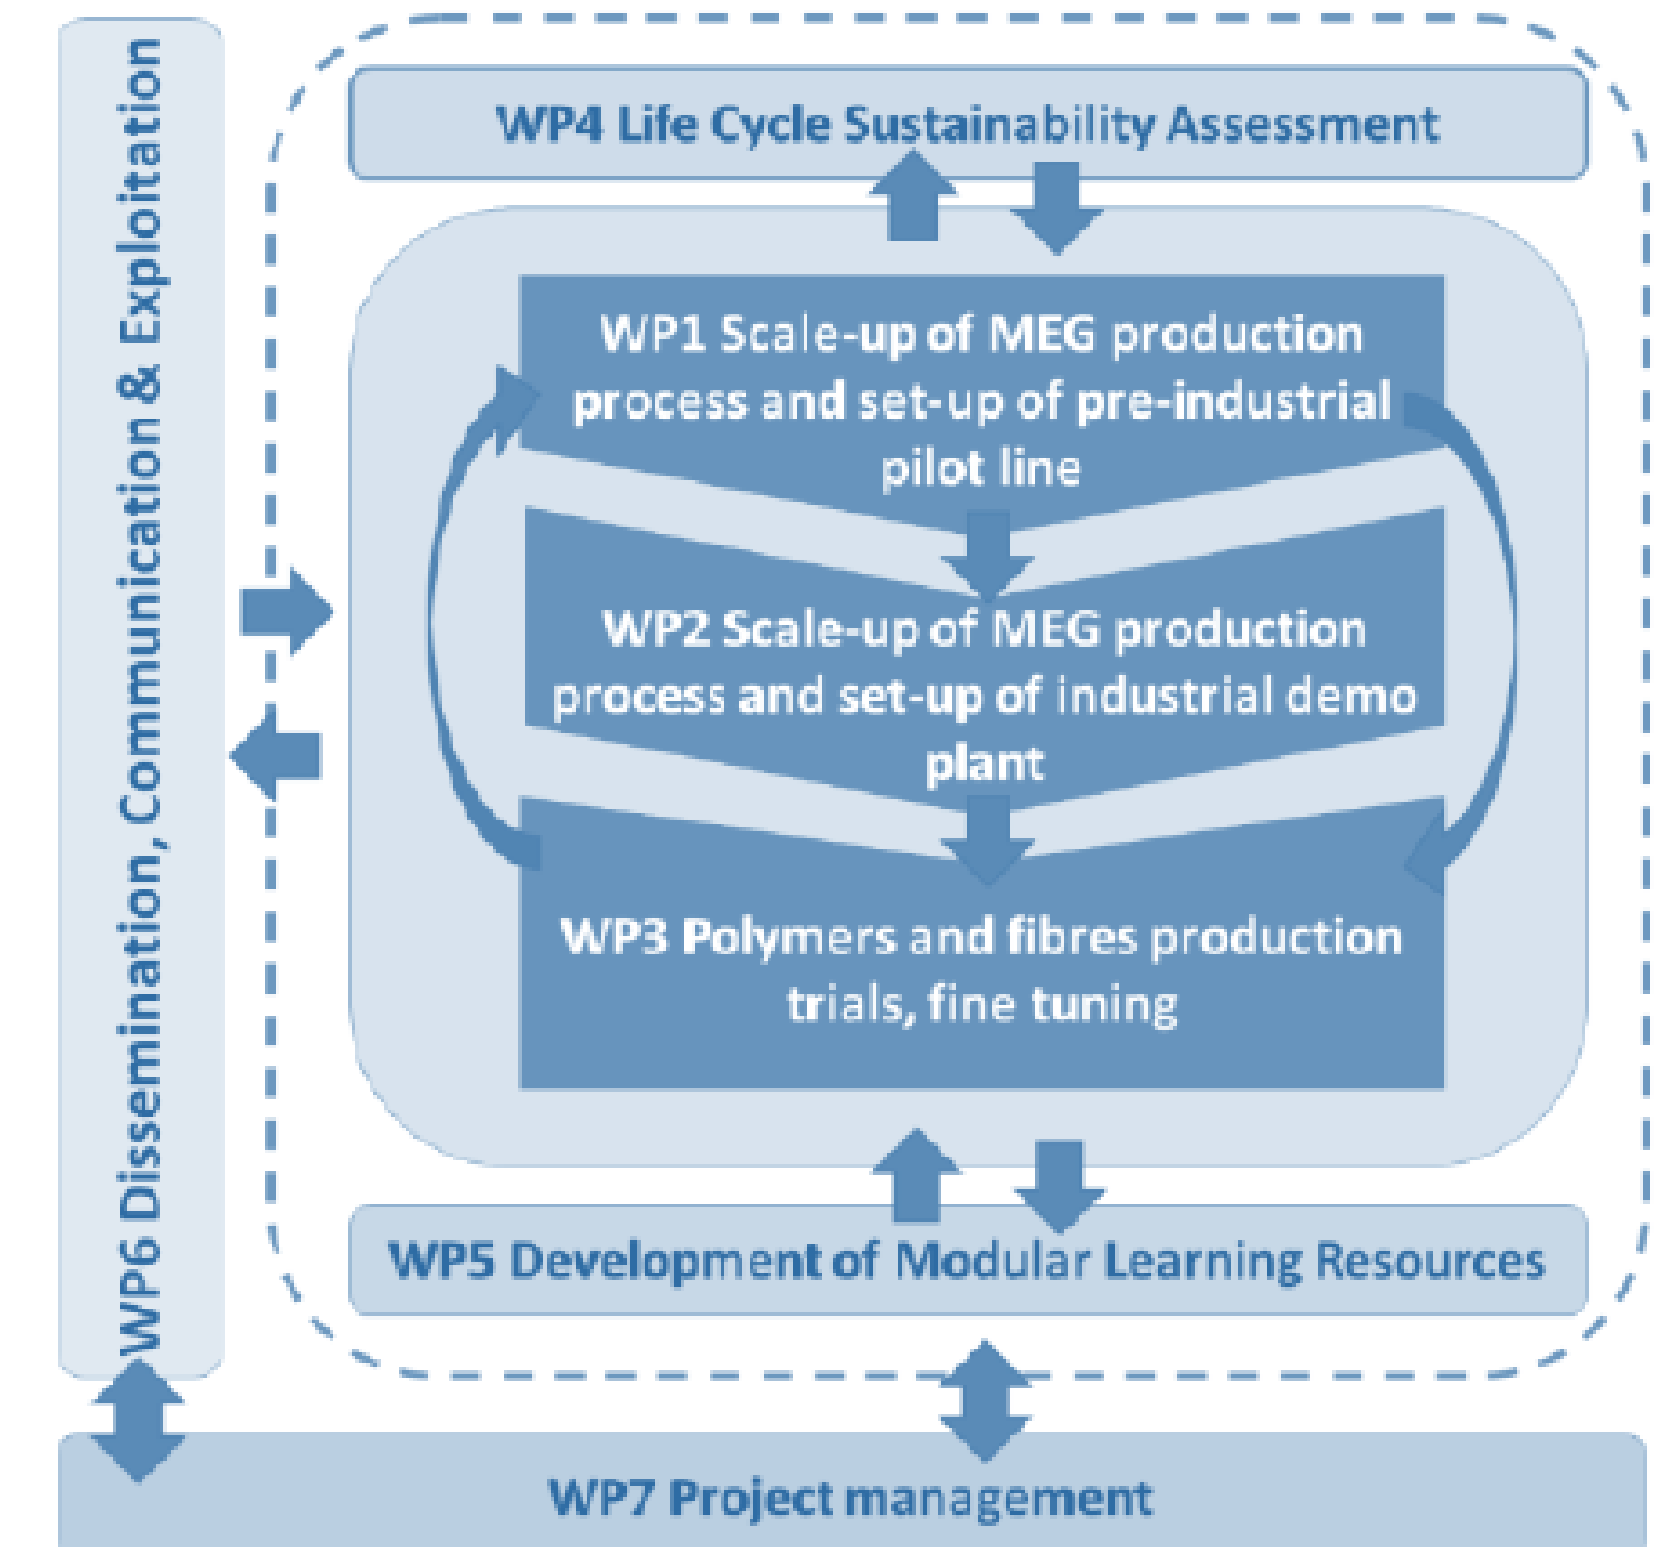 WP6 Dissemination, Communication & Exploitation
WP4 Life Cycle Sustainability Assessment
WP1 Scale-up of MEG production
process and set-up of pre-industrial
pilot line
WP2 Scale-up of MEG production
process and set-up of industrial demo
plant
WP3 Polymers and fibres production
trials, fine tuning
WP5 Development of Modular Learning Resources
WP7 Project management